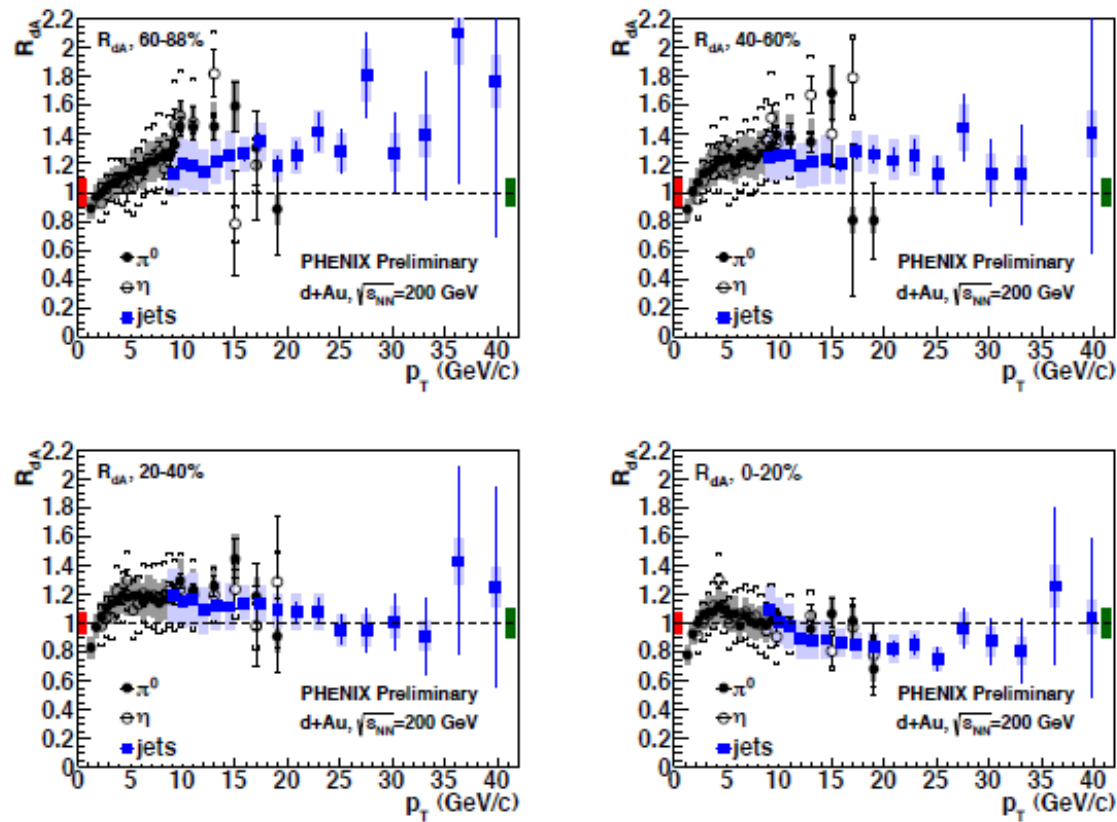 R_dA
R_dA, 60-88%
2.2
2
1.8
1.6
1.4
1.2
1
0.8
0.6
0.4
0.2
0
π⁰
η
jets
PHENIX Preliminary
d+Au, √s_NN=200 GeV
0 5 10 15 20 25 30 35 40
p_T (GeV/c)
R_dA
R_dA, 40-60%
2.2
2
1.8
1.6
1.4
1.2
1
0.8
0.6
0.4
0.2
0
π⁰
η
jets
PHENIX Preliminary
d+Au, √s_NN=200 GeV
0 5 10 15 20 25 30 35 40
p_T (GeV/c)
R_dA
R_dA, 20-40%
2.2
2
1.8
1.6
1.4
1.2
1
0.8
0.6
0.4
0.2
0
π⁰
η
jets
PHENIX Preliminary
d+Au, √s_NN=200 GeV
0 5 10 15 20 25 30 35 40
p_T (GeV/c)
R_dA
R_dA, 0-20%
2.2
2
1.8
1.6
1.4
1.2
1
0.8
0.6
0.4
0.2
0
π⁰
η
jets
PHENIX Preliminary
d+Au, √s_NN=200 GeV
0 5 10 15 20 25 30 35 40
p_T (GeV/c)